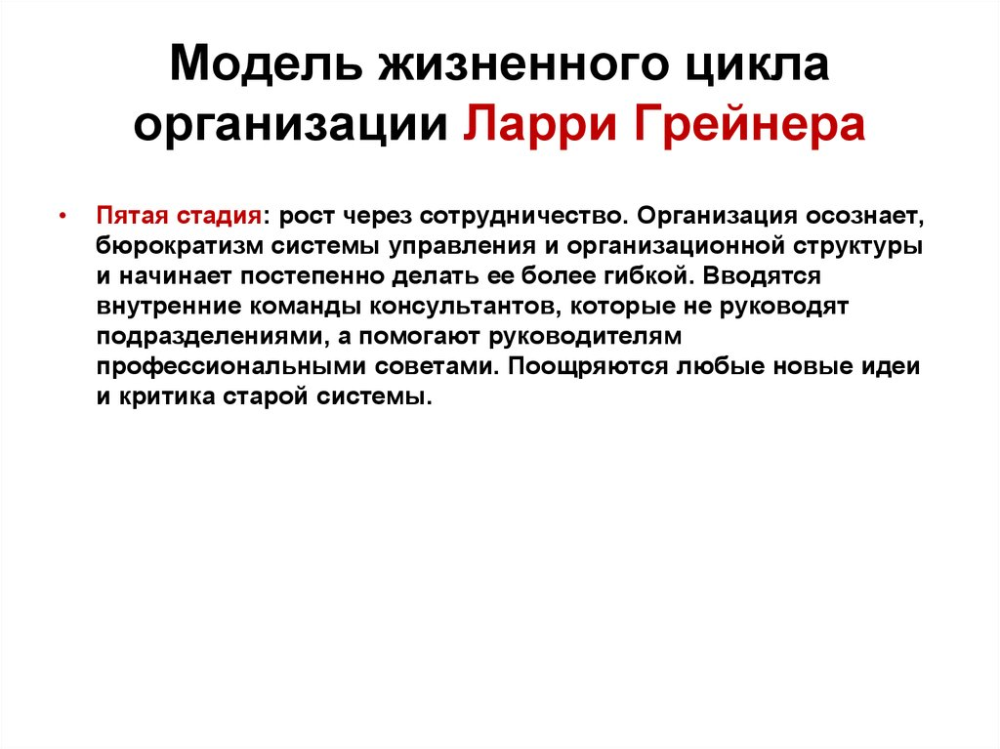 Модель жизненного цикла
организации Ларри Грейнера
• Пятая стадия: рост через сотрудничество. Организация осознает,
бюрократизм системы управления и организационной структуры
и начинает постепенно делать ее более гибкой. Вводятся
внутренние команды консультантов, которые не руководят
подразделениями, а помогают руководителям
профессиональными советами. Поощряются любые новые идеи
и критика старой системы.